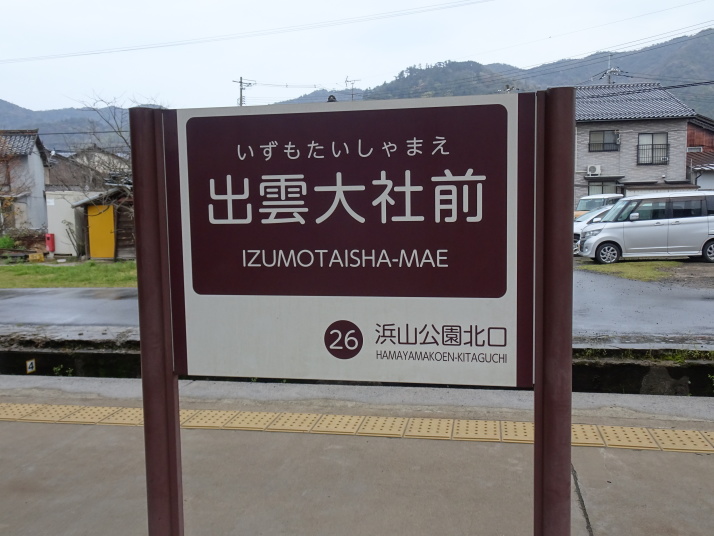 いずもたいしゃまえ
出雲大社前
IZUMOTAISHA-MAE
26 浜山公園北口
HAMAYAMAKOEN-KITAGUCHI
4